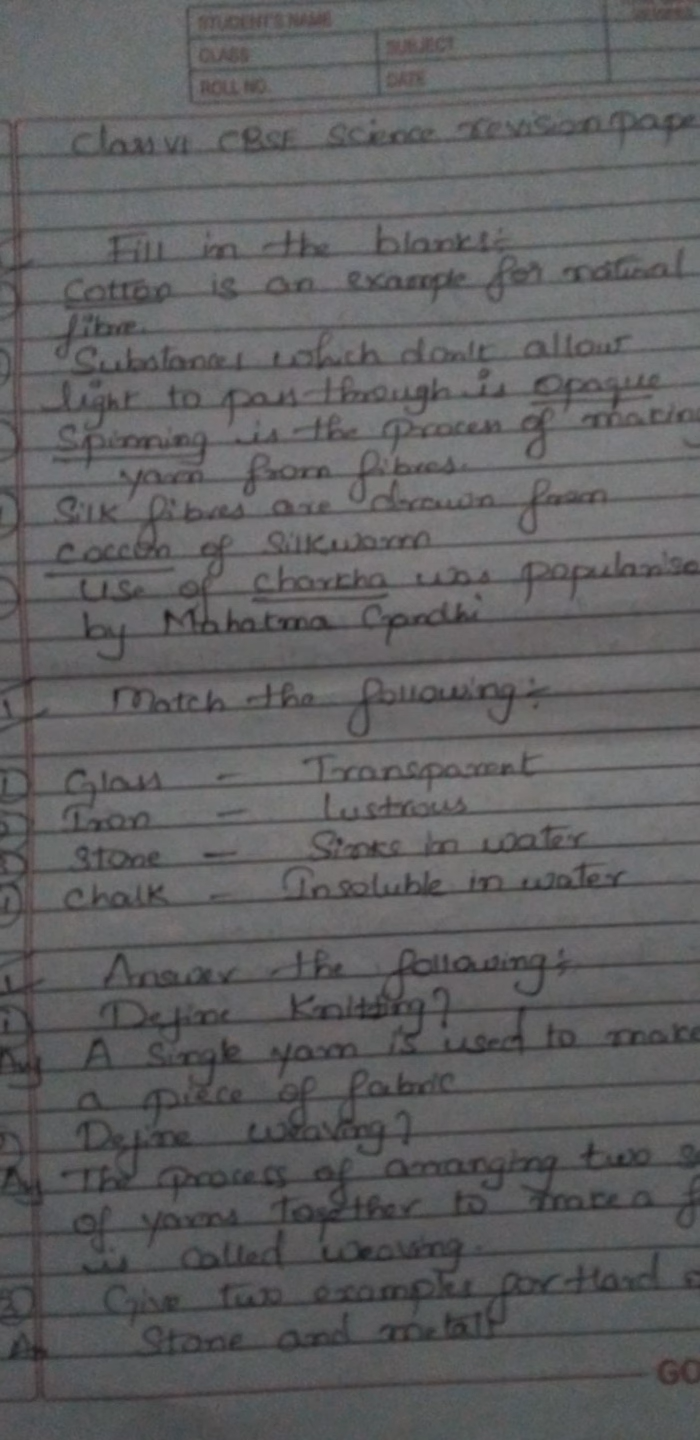 STUDENT'S NAME
CLASS SUBJECT
ROLL NO. DATE
Class VI CBSE Science revision pape
Fill in the blanks:
Cotton is an example for natural
fibre.
Substances which don't allow
light to pass through is opaque
Spinning is the process of making
yarn from fibres.
Silk fibres are drawn from
coccon of silkworm
use of charkha was popularise
by Mahatma Gandhi
Match the following:
Glass - Transparent
Iron - lustrous
Stone - Sinks in water
Chalk - Insoluble in water
Answer the following:
Define Knitting?
A single yarn is used to make
a piece of fabric
Define weaving?
The process of arranging two s
of yarns together to make a f
is called weaving.
Give two examples for Hard
Stone and metal
GO